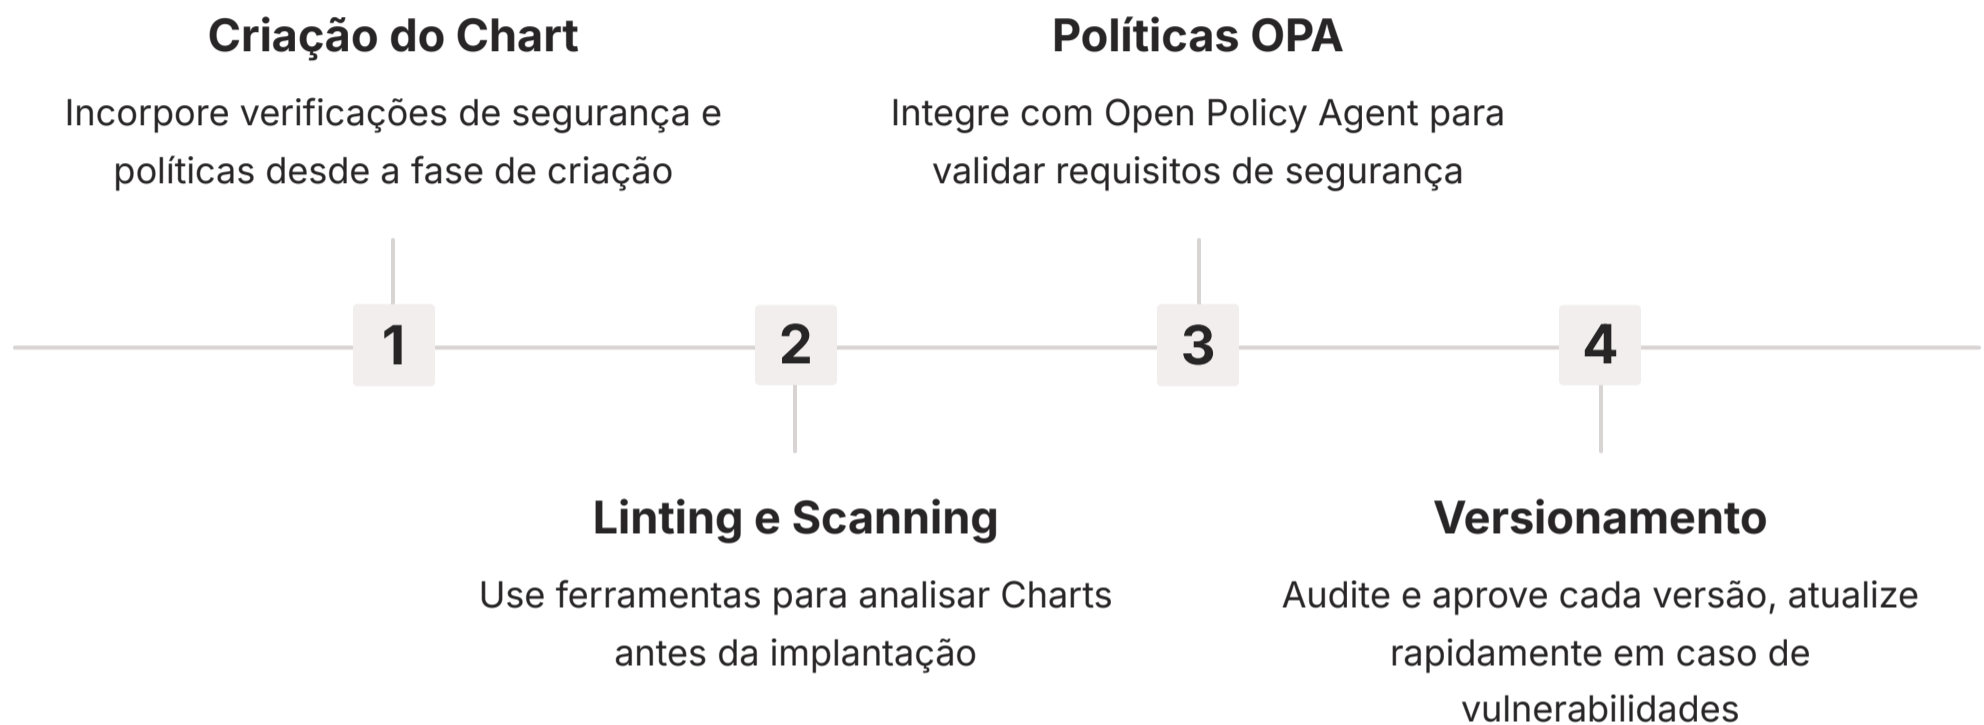 Criação do Chart
Incorpore verificações de segurança e
políticas desde a fase de criação
1
2
Linting e Scanning
Use ferramentas para analisar Charts
antes da implantação
Políticas OPA
Integre com Open Policy Agent para
validar requisitos de segurança
3
4
Versionamento
Audite e aprove cada versão, atualize
rapidamente em caso de
vulnerabilidades